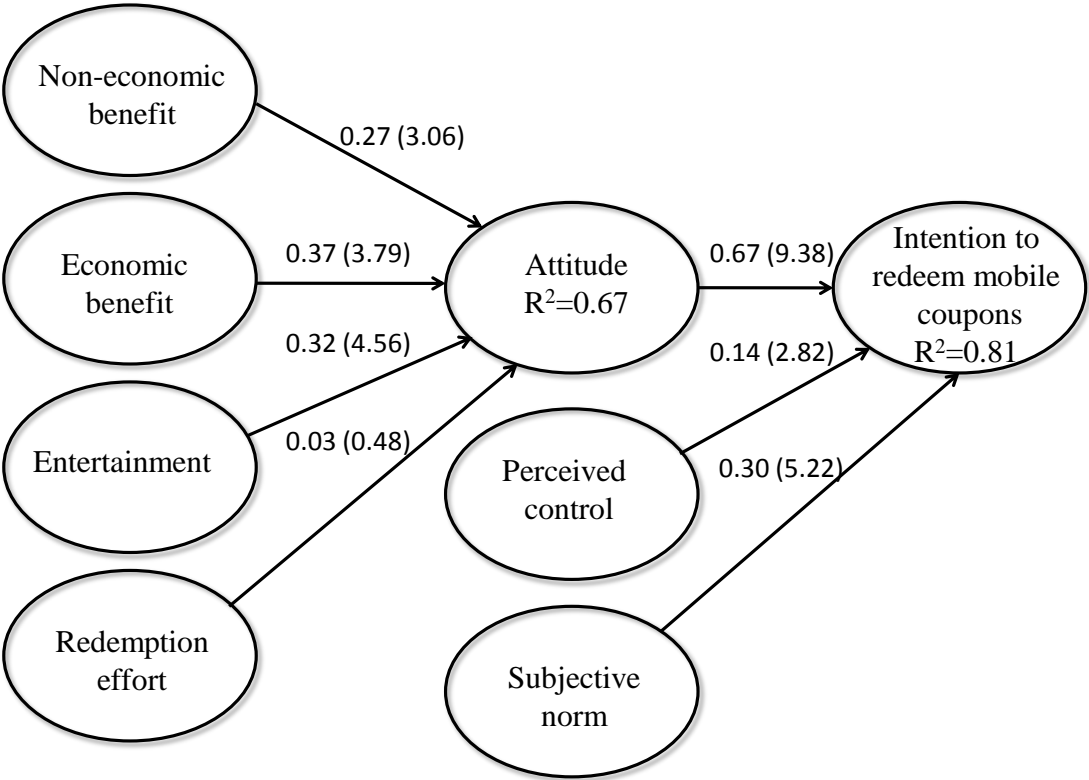 Non-economic
benefit
0.27 (3.06)
Economic
benefit
0.37 (3.79)
Attitude
R²=0.67
0.67 (9.38)
Intention to
redeem mobile
coupons
R²=0.81
0.32 (4.56)
0.14 (2.82)
Entertainment
0.03 (0.48)
Perceived
control
0.30 (5.22)
Redemption
effort
Subjective
norm